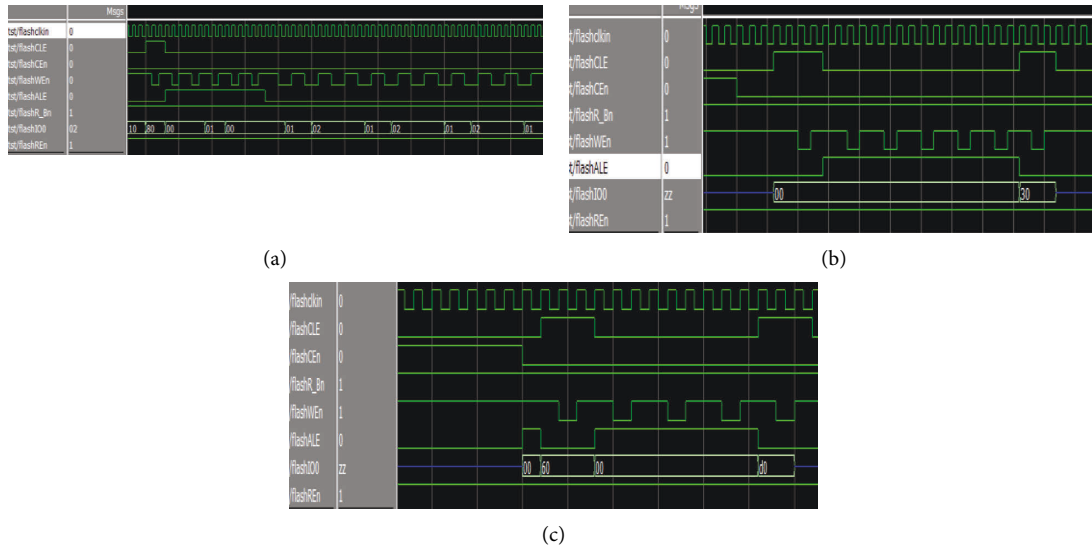 Msgs
tst/flashclkin 0
tst/flashCLE 0
tst/flashCEn 0
tst/flashWEn 0
tst/flashALE 0
tst/flashR_Bn 1
tst/flashIO0 02 10 80 00 01 00 01 02 01 02 01 02 01
tst/flashREn 1
(a)
Msgs
t/flashclkin 0
t/flashCLE 0
t/flashCEn 0
t/flashR_Bn 1
t/flashWEn 1
t/flashALE 0
t/flashIO0 zz 00 30
t/flashREn 1
(b)
/flashclkin 0
/flashCLE 0
/flashCEn 0
/flashR_Bn 1
/flashWEn 1
/flashALE 0
/flashIO0 zz 00 60 00 d0
/flashREn 1
(c)